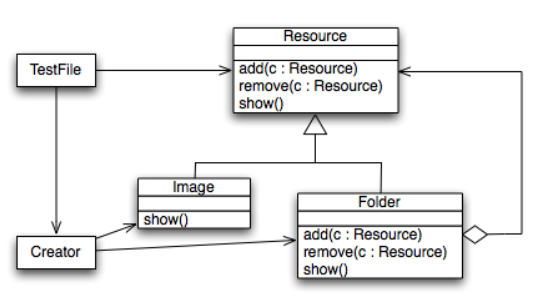 Resource
TestFile
add(c : Resource)
remove(c : Resource)
show()
Image
show()
Folder
add(c : Resource)
remove(c : Resource)
show()
Creator